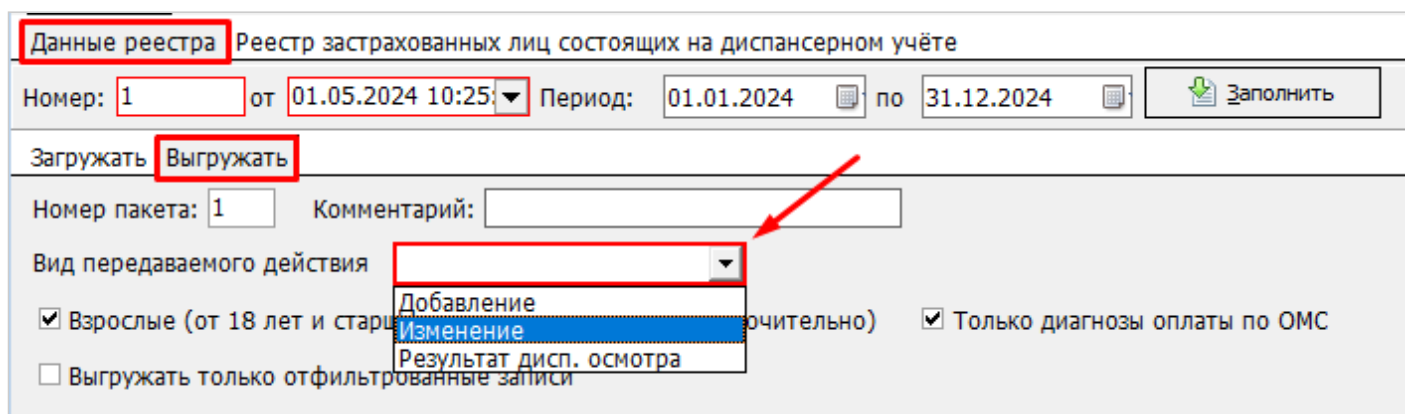 Данные реестра Реестр застрахованных лиц состоящих на диспансерном учёте
Номер: 1 от 01.05.2024 10:25: Период: 01.01.2024 по 31.12.2024 Заполнить
Загружать Выгружать
Номер пакета: 1 Комментарий:
Вид передаваемого действия
Добавление
Взрослые (от 18 лет и старш очительно) Только диагнозы оплаты по ОМС
Изменение
Результат дисп. осмотра
Выгружать только отфильтрованные записи